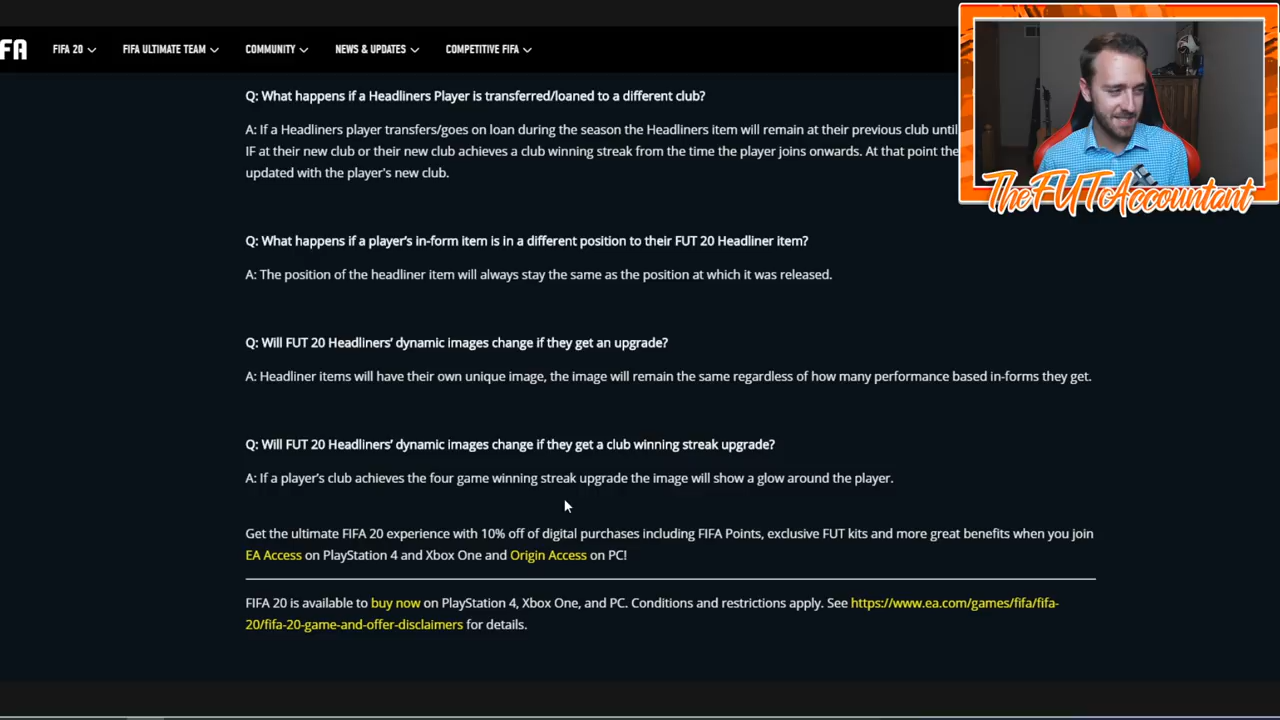 FA
FIFA 20
FIFA ULTIMATE TEAM
COMMUNITY
NEWS & UPDATES
COMPETITIVE FIFA
Q: What happens if a Headliners Player is transferred/loaned to a different club?
A: If a Headliners player transfers/goes on loan during the season the Headliners item will remain at their previous club until
IF at their new club or their new club achieves a club winning streak from the time the player joins onwards. At that point the
updated with the player's new club.
TheFUTAccountant
Q: What happens if a player's in-form item is in a different position to their FUT 20 Headliner item?
A: The position of the headliner item will always stay the same as the position at which it was released.
Q: Will FUT 20 Headliners' dynamic images change if they get an upgrade?
A: Headliner items will have their own unique image, the image will remain the same regardless of how many performance based in-forms they get.
Q: Will FUT 20 Headliners' dynamic images change if they get a club winning streak upgrade?
A: If a player's club achieves the four game winning streak upgrade the image will show a glow around the player.
Get the ultimate FIFA 20 experience with 10% off of digital purchases including FIFA Points, exclusive FUT kits and more great benefits when you join
EA Access on PlayStation 4 and Xbox One and Origin Access on PC!
FIFA 20 is available to buy now on PlayStation 4, Xbox One, and PC. Conditions and restrictions apply. See https://www.ea.com/games/fifa/fifa-
20/fifa-20-game-and-offer-disclaimers for details.